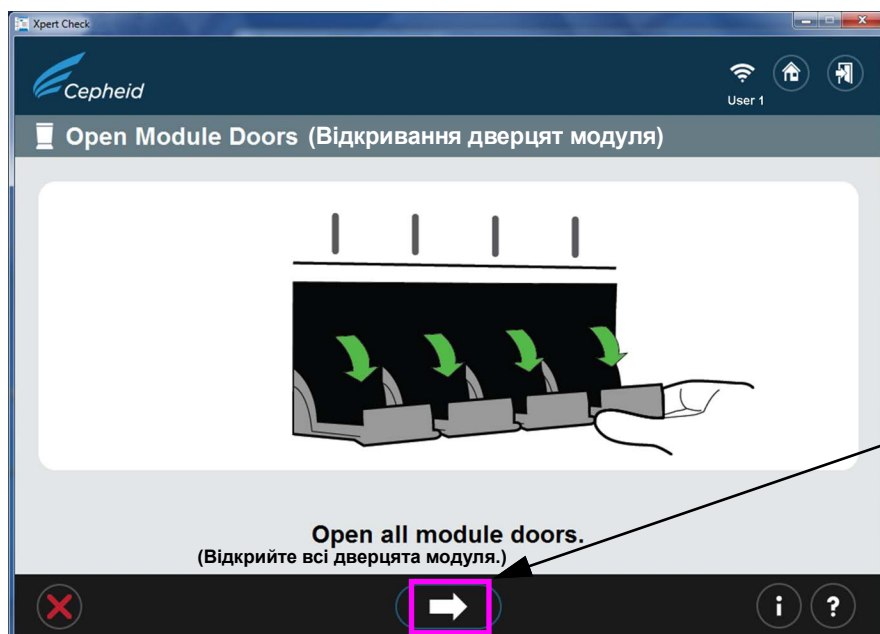 Xpert Check
Cepheid
User 1
Open Module Doors (Відкривання дверцят модуля)
Open all module doors.
(Відкрийте всі дверцята модуля.)
i ?